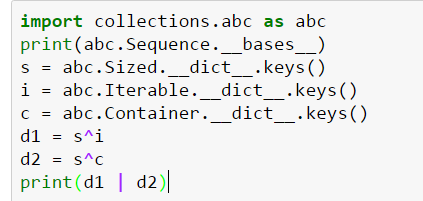 import collections.abc as abc
print(abc.Sequence.__bases__)
s = abc.Sized.__dict__.keys()
i = abc.Iterable.__dict__.keys()
c = abc.Container.__dict__.keys()
d1 = s^i
d2 = s^c
print(d1 | d2)